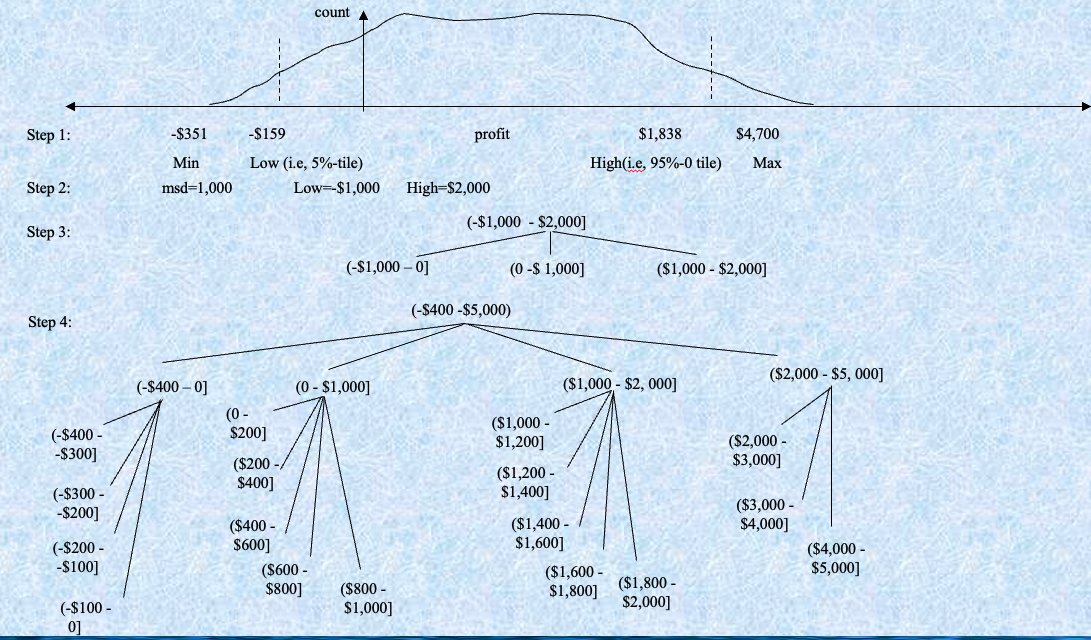 count
Step 1:
-$351
-$159
profit
$1,838
$4,700
Min
Low (i.e, 5%-tile)
High(i.e, 95%-0 tile)
Max
Step 2:
msd=1,000
Low=-$1,000
High=$2,000
Step 3:
(-$1,000 - $2,000]
(-$1,000 – 0]
(0 -$ 1,000]
($1,000 - $2,000]
Step 4:
(-$400 -$5,000)
(-$400 – 0]
(0 - $1,000]
($1,000 - $2, 000]
($2,000 - $5, 000]
(-$400 -
-$300]
(-$300 -
-$200]
(-$200 -
-$100]
(-$100 -
0]
(0 -
$200]
($200 -
$400]
($400 -
$600]
($600 -
$800]
($800 -
$1,000]
($1,000 -
$1,200]
($1,200 -
$1,400]
($1,400 -
$1,600]
($1,600 -
$1,800]
($1,800 -
$2,000]
($2,000 -
$3,000]
($3,000 -
$4,000]
($4,000 -
$5,000]